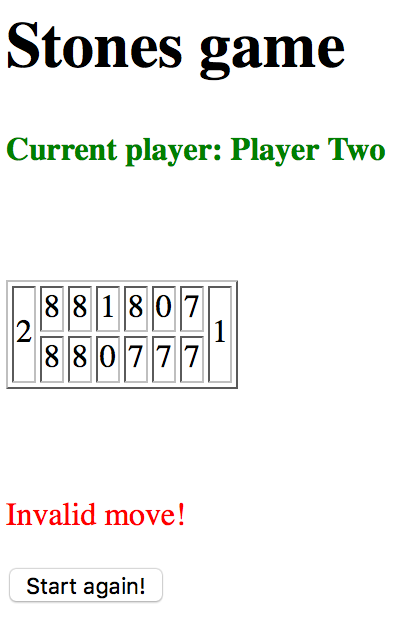 Stones game
Current player: Player Two
8 8 1 8 0 7
2 1
8 8 0 7 7 7
Invalid move!
Start again!